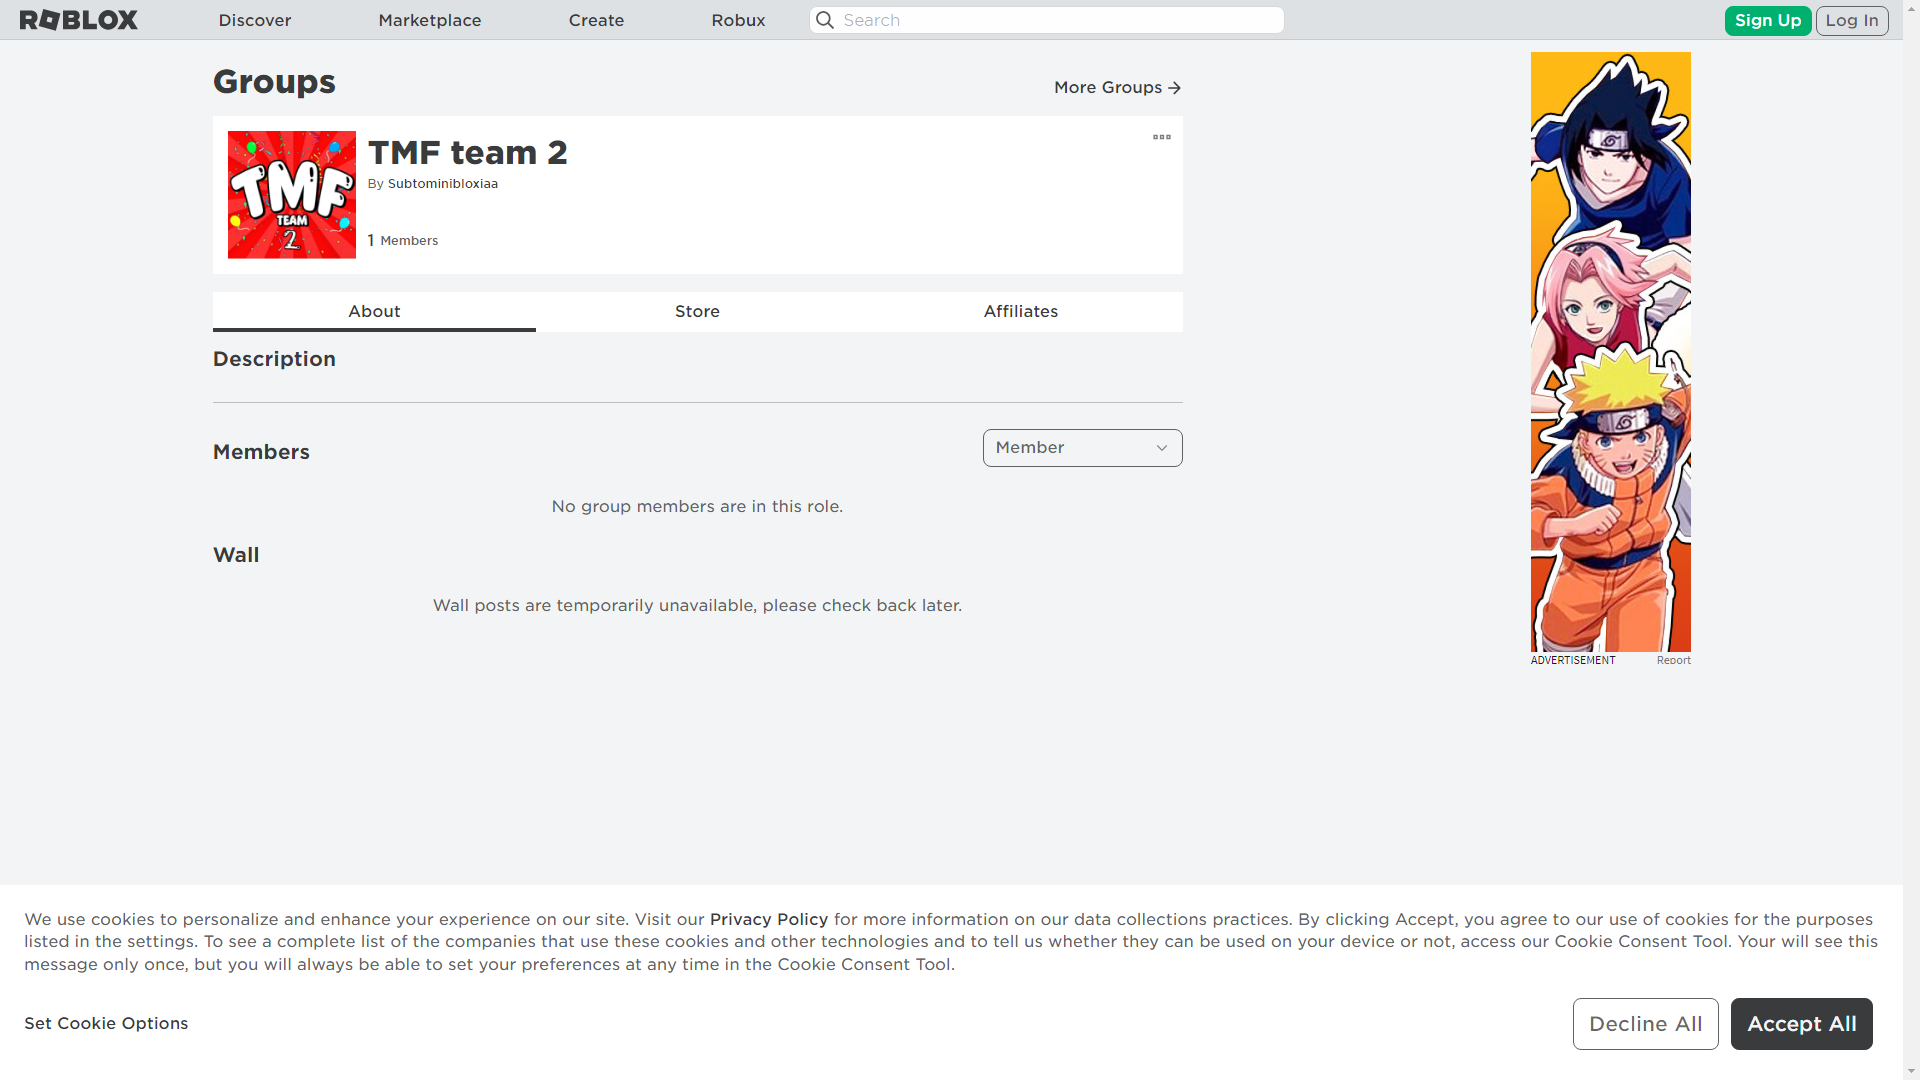 ROBLOX
Discover
Marketplace
Create
Robux
Search
Sign Up
Log In
Groups
More Groups
TMF
TEAM
2
TMF team 2
By Subtominibloxiaa
1 Members
About
Store
Affiliates
Description
Members
Member
No group members are in this role.
Wall
Wall posts are temporarily unavailable, please check back later.
ADVERTISEMENT
Report
We use cookies to personalize and enhance your experience on our site. Visit our Privacy Policy for more information on our data collections practices. By clicking Accept, you agree to our use of cookies for the purposes
listed in the settings. To see a complete list of the companies that use these cookies and other technologies and to tell us whether they can be used on your device or not, access our Cookie Consent Tool. Your will see this
message only once, but you will always be able to set your preferences at any time in the Cookie Consent Tool.
Set Cookie Options
Decline All
Accept All